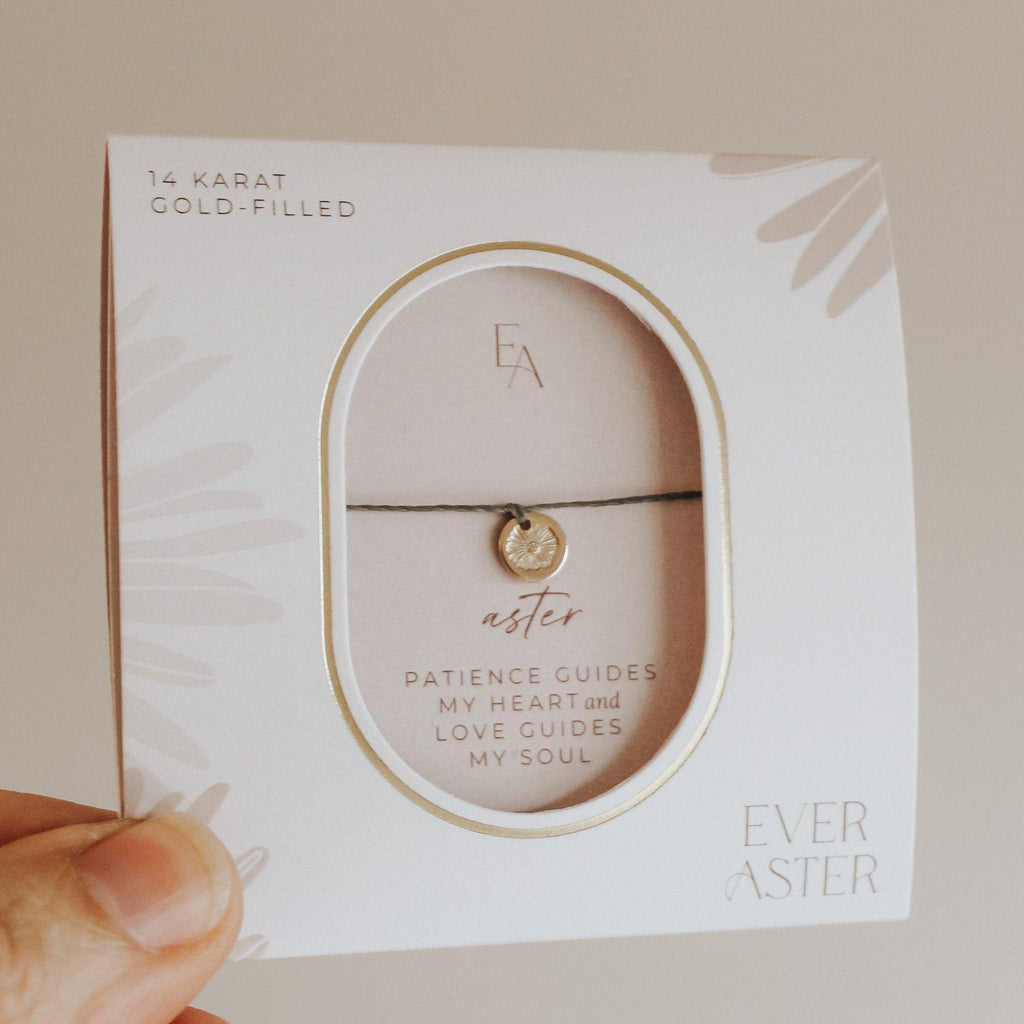 14 KARAT
GOLD-FILLED
EA
aster
PATIENCE GUIDES
MY HEART and
LOVE GUIDES
MY SOUL
EVER
ASTER